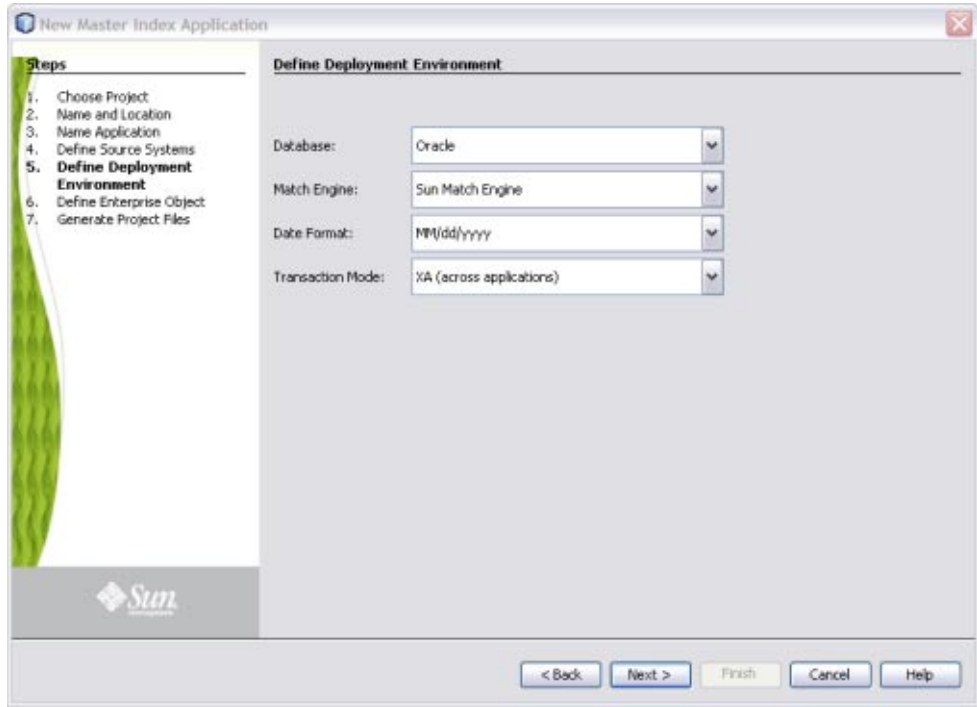 New Master Index Application
Steps
1. Choose Project
2. Name and Location
3. Name Application
4. Define Source Systems
5. Define Deployment
Environment
6. Define Enterprise Object
7. Generate Project Files
Define Deployment Environment
Database: Oracle
Match Engine: Sun Match Engine
Date Format: MM/dd/yyyy
Transaction Mode: XA (across applications)
Sun
< Back Next > Finish Cancel Help